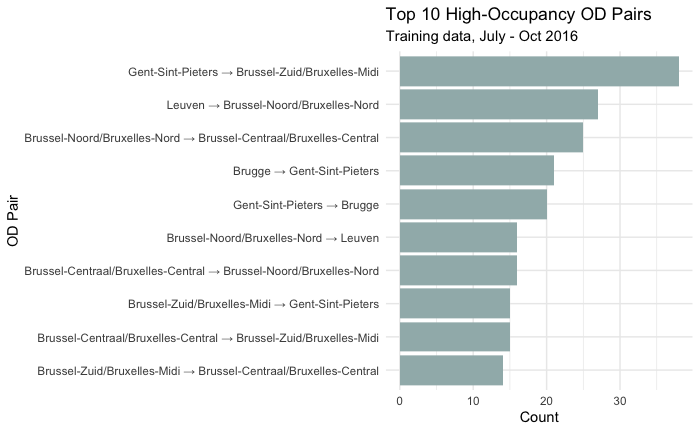 Top 10 High-Occupancy OD Pairs
Training data, July - Oct 2016
Gent-Sint-Pieters → Brussel-Zuid/Bruxelles-Midi
Leuven → Brussel-Noord/Bruxelles-Nord
Brussel-Noord/Bruxelles-Nord → Brussel-Centraal/Bruxelles-Central
Brugge → Gent-Sint-Pieters
Gent-Sint-Pieters → Brugge
Brussel-Noord/Bruxelles-Nord → Leuven
Brussel-Centraal/Bruxelles-Central → Brussel-Noord/Bruxelles-Nord
Brussel-Zuid/Bruxelles-Midi → Gent-Sint-Pieters
Brussel-Centraal/Bruxelles-Central → Brussel-Zuid/Bruxelles-Midi
Brussel-Zuid/Bruxelles-Midi → Brussel-Centraal/Bruxelles-Central
OD Pair
0 10 20 30
Count